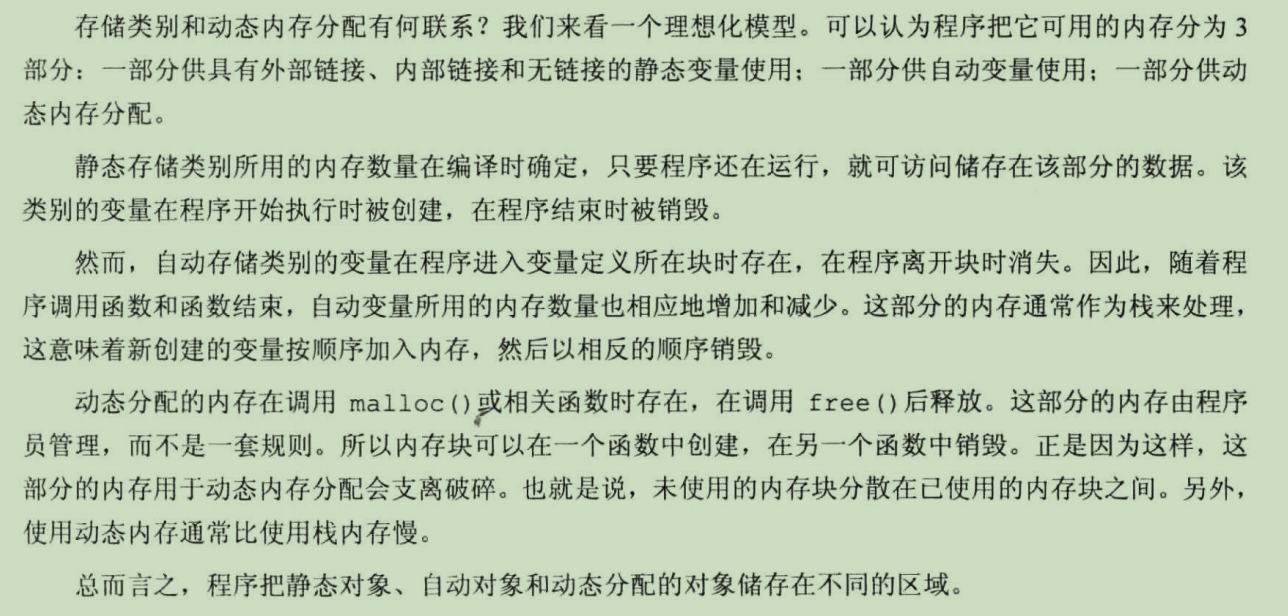 存储类别和动态内存分配有何联系？我们来看一个理想化模型。可以认为程序把它可用的内存分为 3
部分：一部分供具有外部链接、内部链接和无链接的静态变量使用；一部分供自动变量使用；一部分供动
态内存分配。
静态存储类别所用的内存数量在编译时确定，只要程序还在运行，就可访问储存在该部分的数据。该
类别的变量在程序开始执行时被创建，在程序结束时被销毁。
然而，自动存储类别的变量在程序进入变量定义所在块时存在，在程序离开块时消失。因此，随着程
序调用函数和函数结束，自动变量所用的内存数量也相应地增加和减少。这部分的内存通常作为栈来处理，
这意味着新创建的变量按顺序加入内存，然后以相反的顺序销毁。
动态分配的内存在调用 malloc()或相关函数时存在，在调用 free()后释放。这部分的内存由程序
员管理，而不是一套规则。所以内存块可以在一个函数中创建，在另一个函数中销毁。正是因为这样，这
部分的内存用于动态内存分配会支离破碎。也就是说，未使用的内存块分散在已使用的内存块之间。另外，
使用动态内存通常比使用栈内存慢。
总而言之，程序把静态对象、自动对象和动态分配的对象储存在不同的区域。